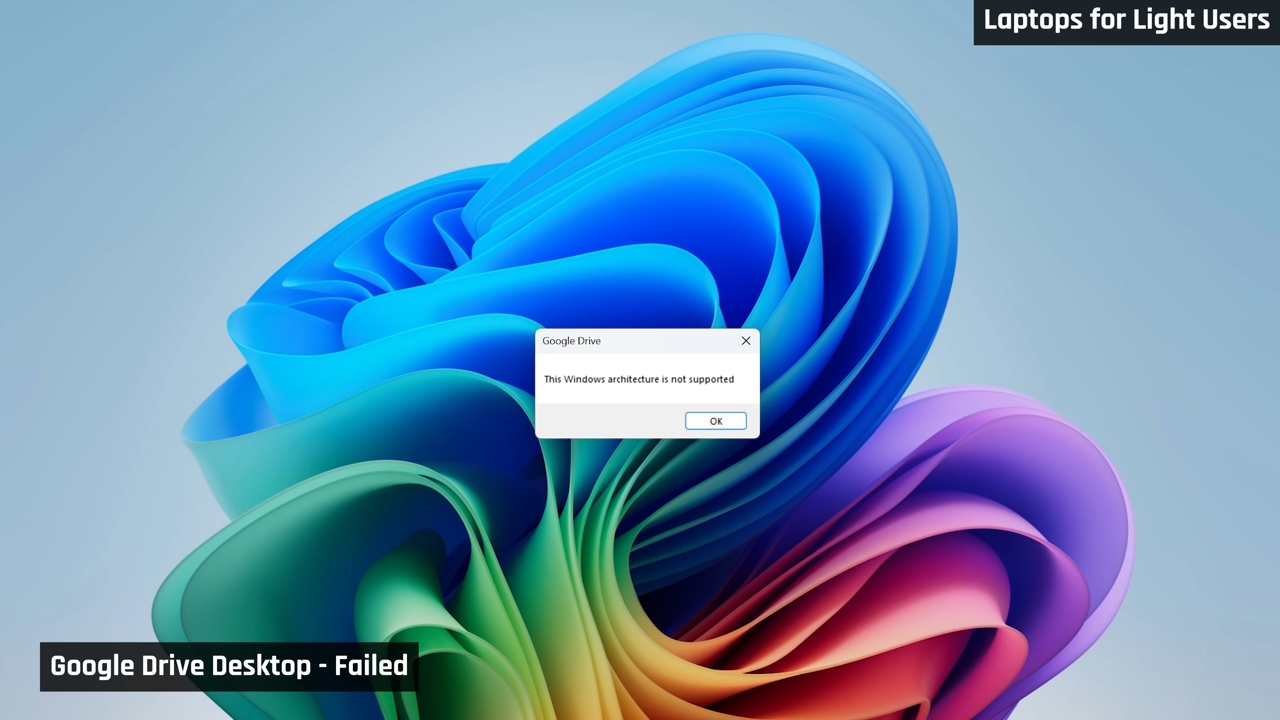 Laptops for Light Users
Google Drive
This Windows architecture is not supported
OK
Google Drive Desktop - Failed